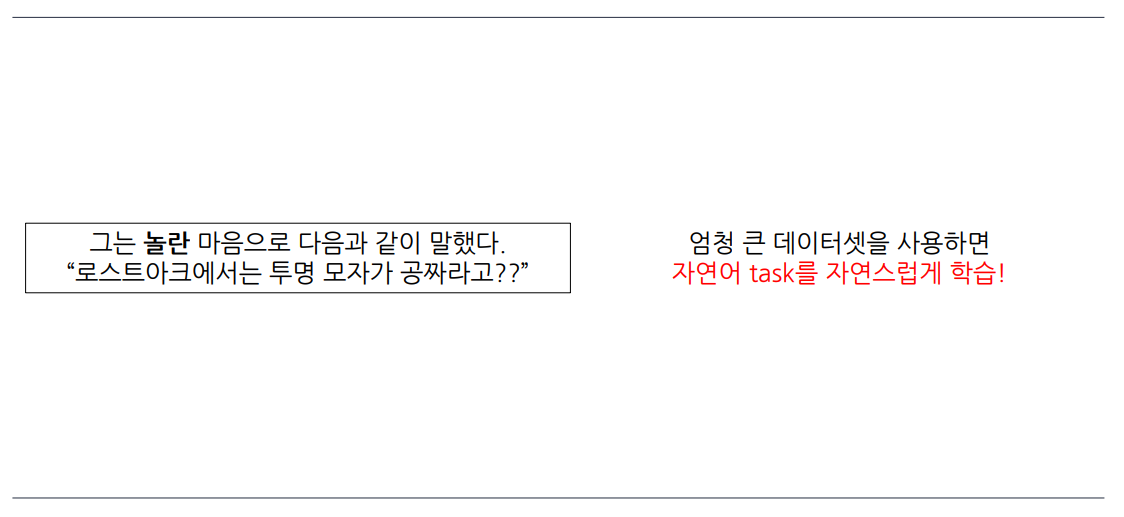 그는 놀란 마음으로 다음과 같이 말했다.
“로스트아크에서는 투명 모자가 공짜라고??”
엄청 큰 데이터셋을 사용하면
자연어 task를 자연스럽게 학습!